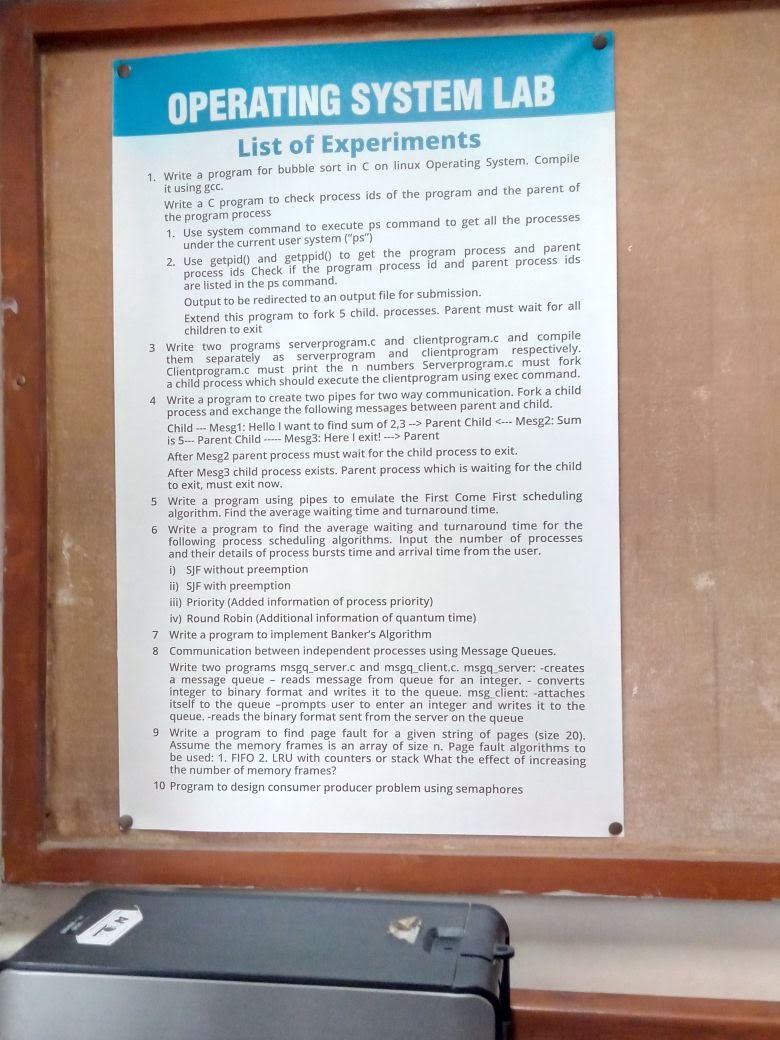 OPERATING SYSTEM LAB
List of Experiments
1. Write a program for bubble sort in C on linux Operating System. Compile
it using gcc.
Write a C program to check process ids of the program and the parent of
the program process
1. Use system command to execute ps command to get all the processes
under the current user system ("ps")
2. Use getpid() and getppid() to get the program process and parent
process ids Check if the program process id and parent process ids
are listed in the ps command.
Output to be redirected to an output file for submission.
Extend this program to fork 5 child. processes. Parent must wait for all
children to exit
3 Write two programs serverprogram.c and clientprogram.c and compile
them separately as serverprogram and clientprogram respectively.
Clientprogram.c must print the n numbers Serverprogram.c must fork
a child process which should execute the clientprogram using exec command.
4 Write a program to create two pipes for two way communication. Fork a child
process and exchange the following messages between parent and child.
Child --- Mesg1: Hello I want to find sum of 2,3 --> Parent Child <--- Mesg2: Sum
is 5--- Parent Child ----- Mesg3: Here I exit! ---> Parent
After Mesg2 parent process must wait for the child process to exit.
After Mesg3 child process exists. Parent process which is waiting for the child
to exit, must exit now.
5 Write a program using pipes to emulate the First Come First scheduling
algorithm. Find the average waiting time and turnaround time.
6 Write a program to find the average waiting and turnaround time for the
following process scheduling algorithms. Input the number of processes
and their details of process bursts time and arrival time from the user.
i) SJF without preemption
ii) SJF with preemption
iii) Priority (Added information of process priority)
iv) Round Robin (Additional information of quantum time)
7 Write a program to implement Banker's Algorithm
8 Communication between independent processes using Message Queues.
Write two programs msgq_server.c and msgq_client.c. msgq_server: -creates
a message queue – reads message from queue for an integer. - converts
integer to binary format and writes it to the queue. msg_client: -attaches
itself to the queue –prompts user to enter an integer and writes it to the
queue. -reads the binary format sent from the server on the queue
9 Write a program to find page fault for a given string of pages (size 20).
Assume the memory frames is an array of size n. Page fault algorithms to
be used: 1. FIFO 2. LRU with counters or stack What the effect of increasing
the number of memory frames?
10 Program to design consumer producer problem using semaphores